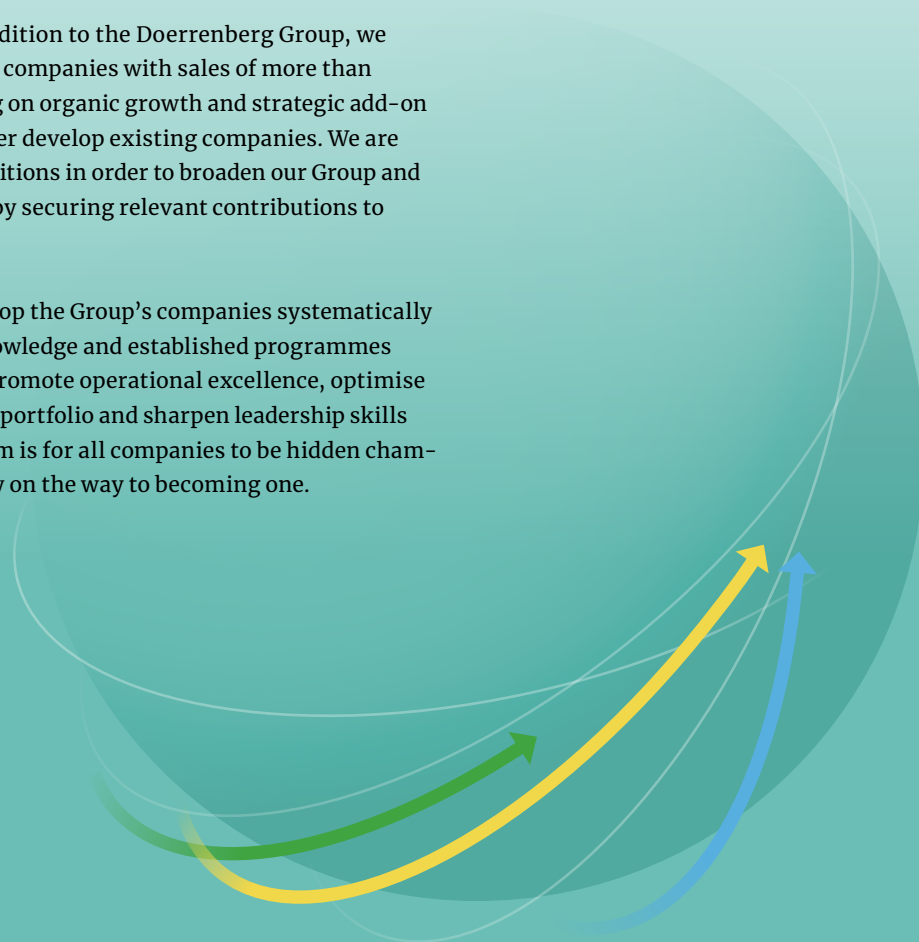 dition to the Doerrenberg Group, we
companies with sales of more than
on organic growth and strategic add-on
er develop existing companies. We are
itions in order to broaden our Group and
by securing relevant contributions to
op the Group’s companies systematically
owledge and established programmes
romote operational excellence, optimise
portfolio and sharpen leadership skills
m is for all companies to be hidden cham-
y on the way to becoming one.